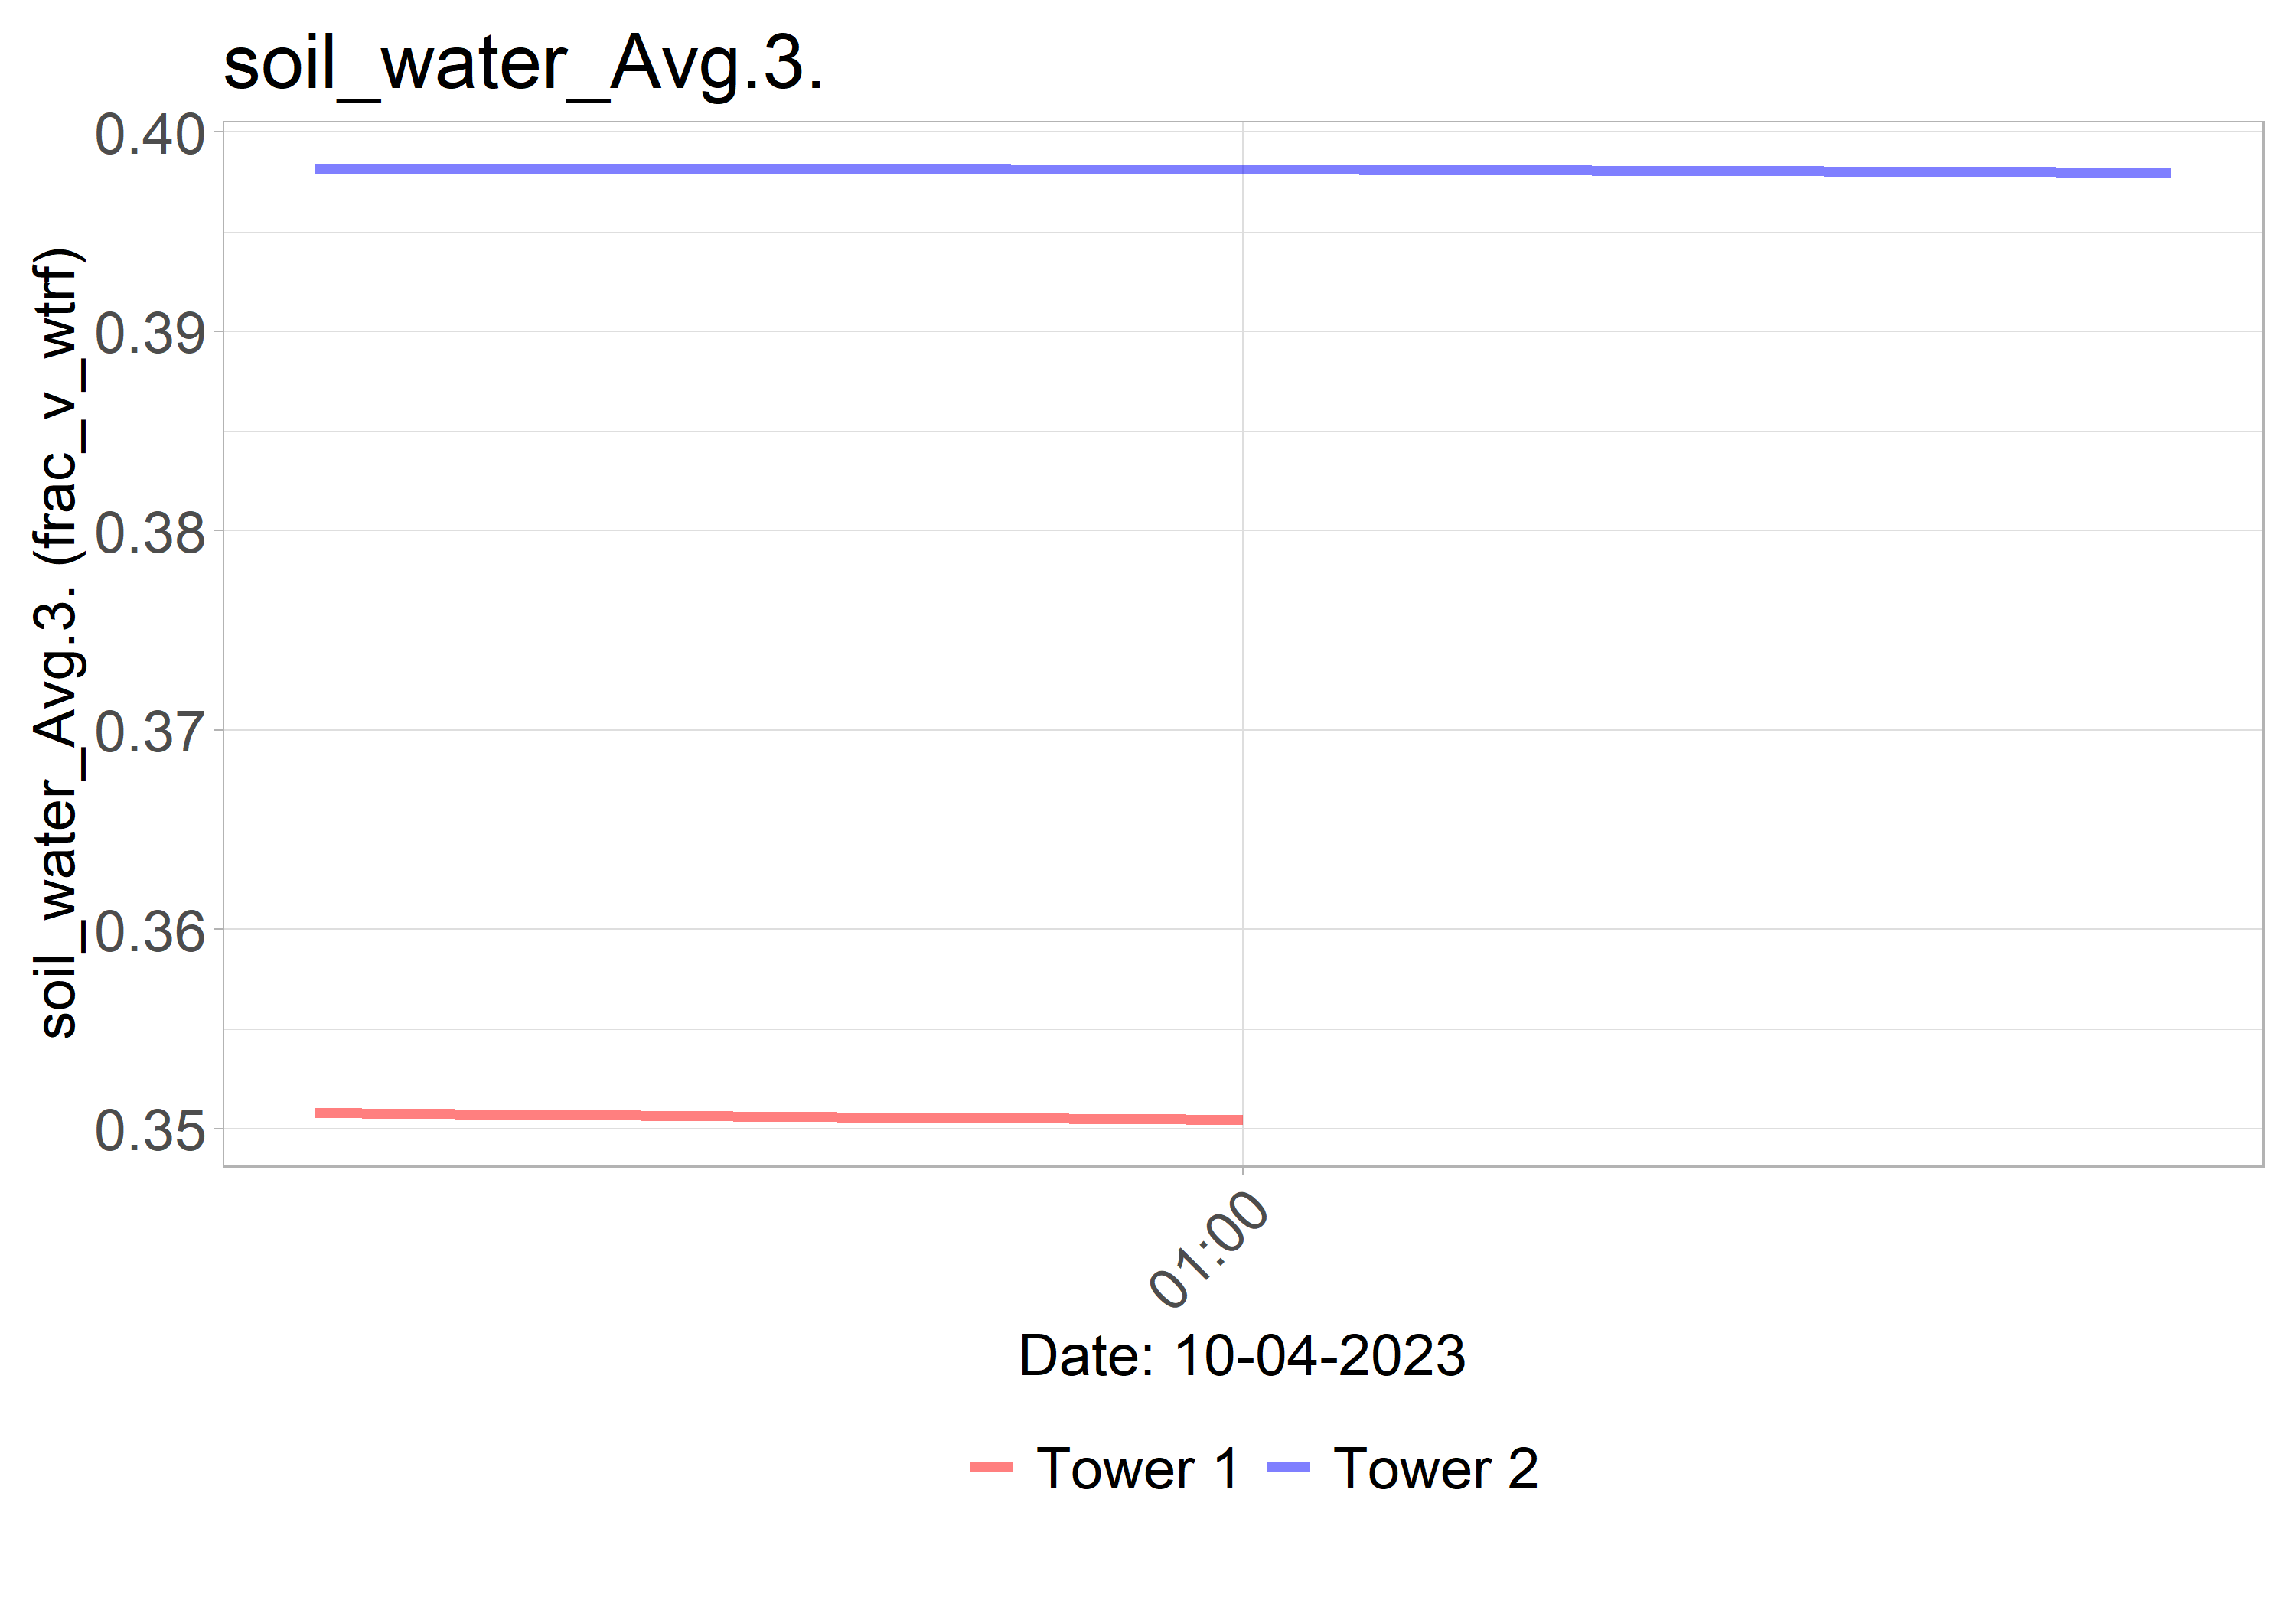 soil_water_Avg.3.
soil_water_Avg.3. (frac_v_wtrf)
0.40
0.39
0.38
0.37
0.36
0.35
01:00
Date: 10-04-2023
Tower 1 Tower 2